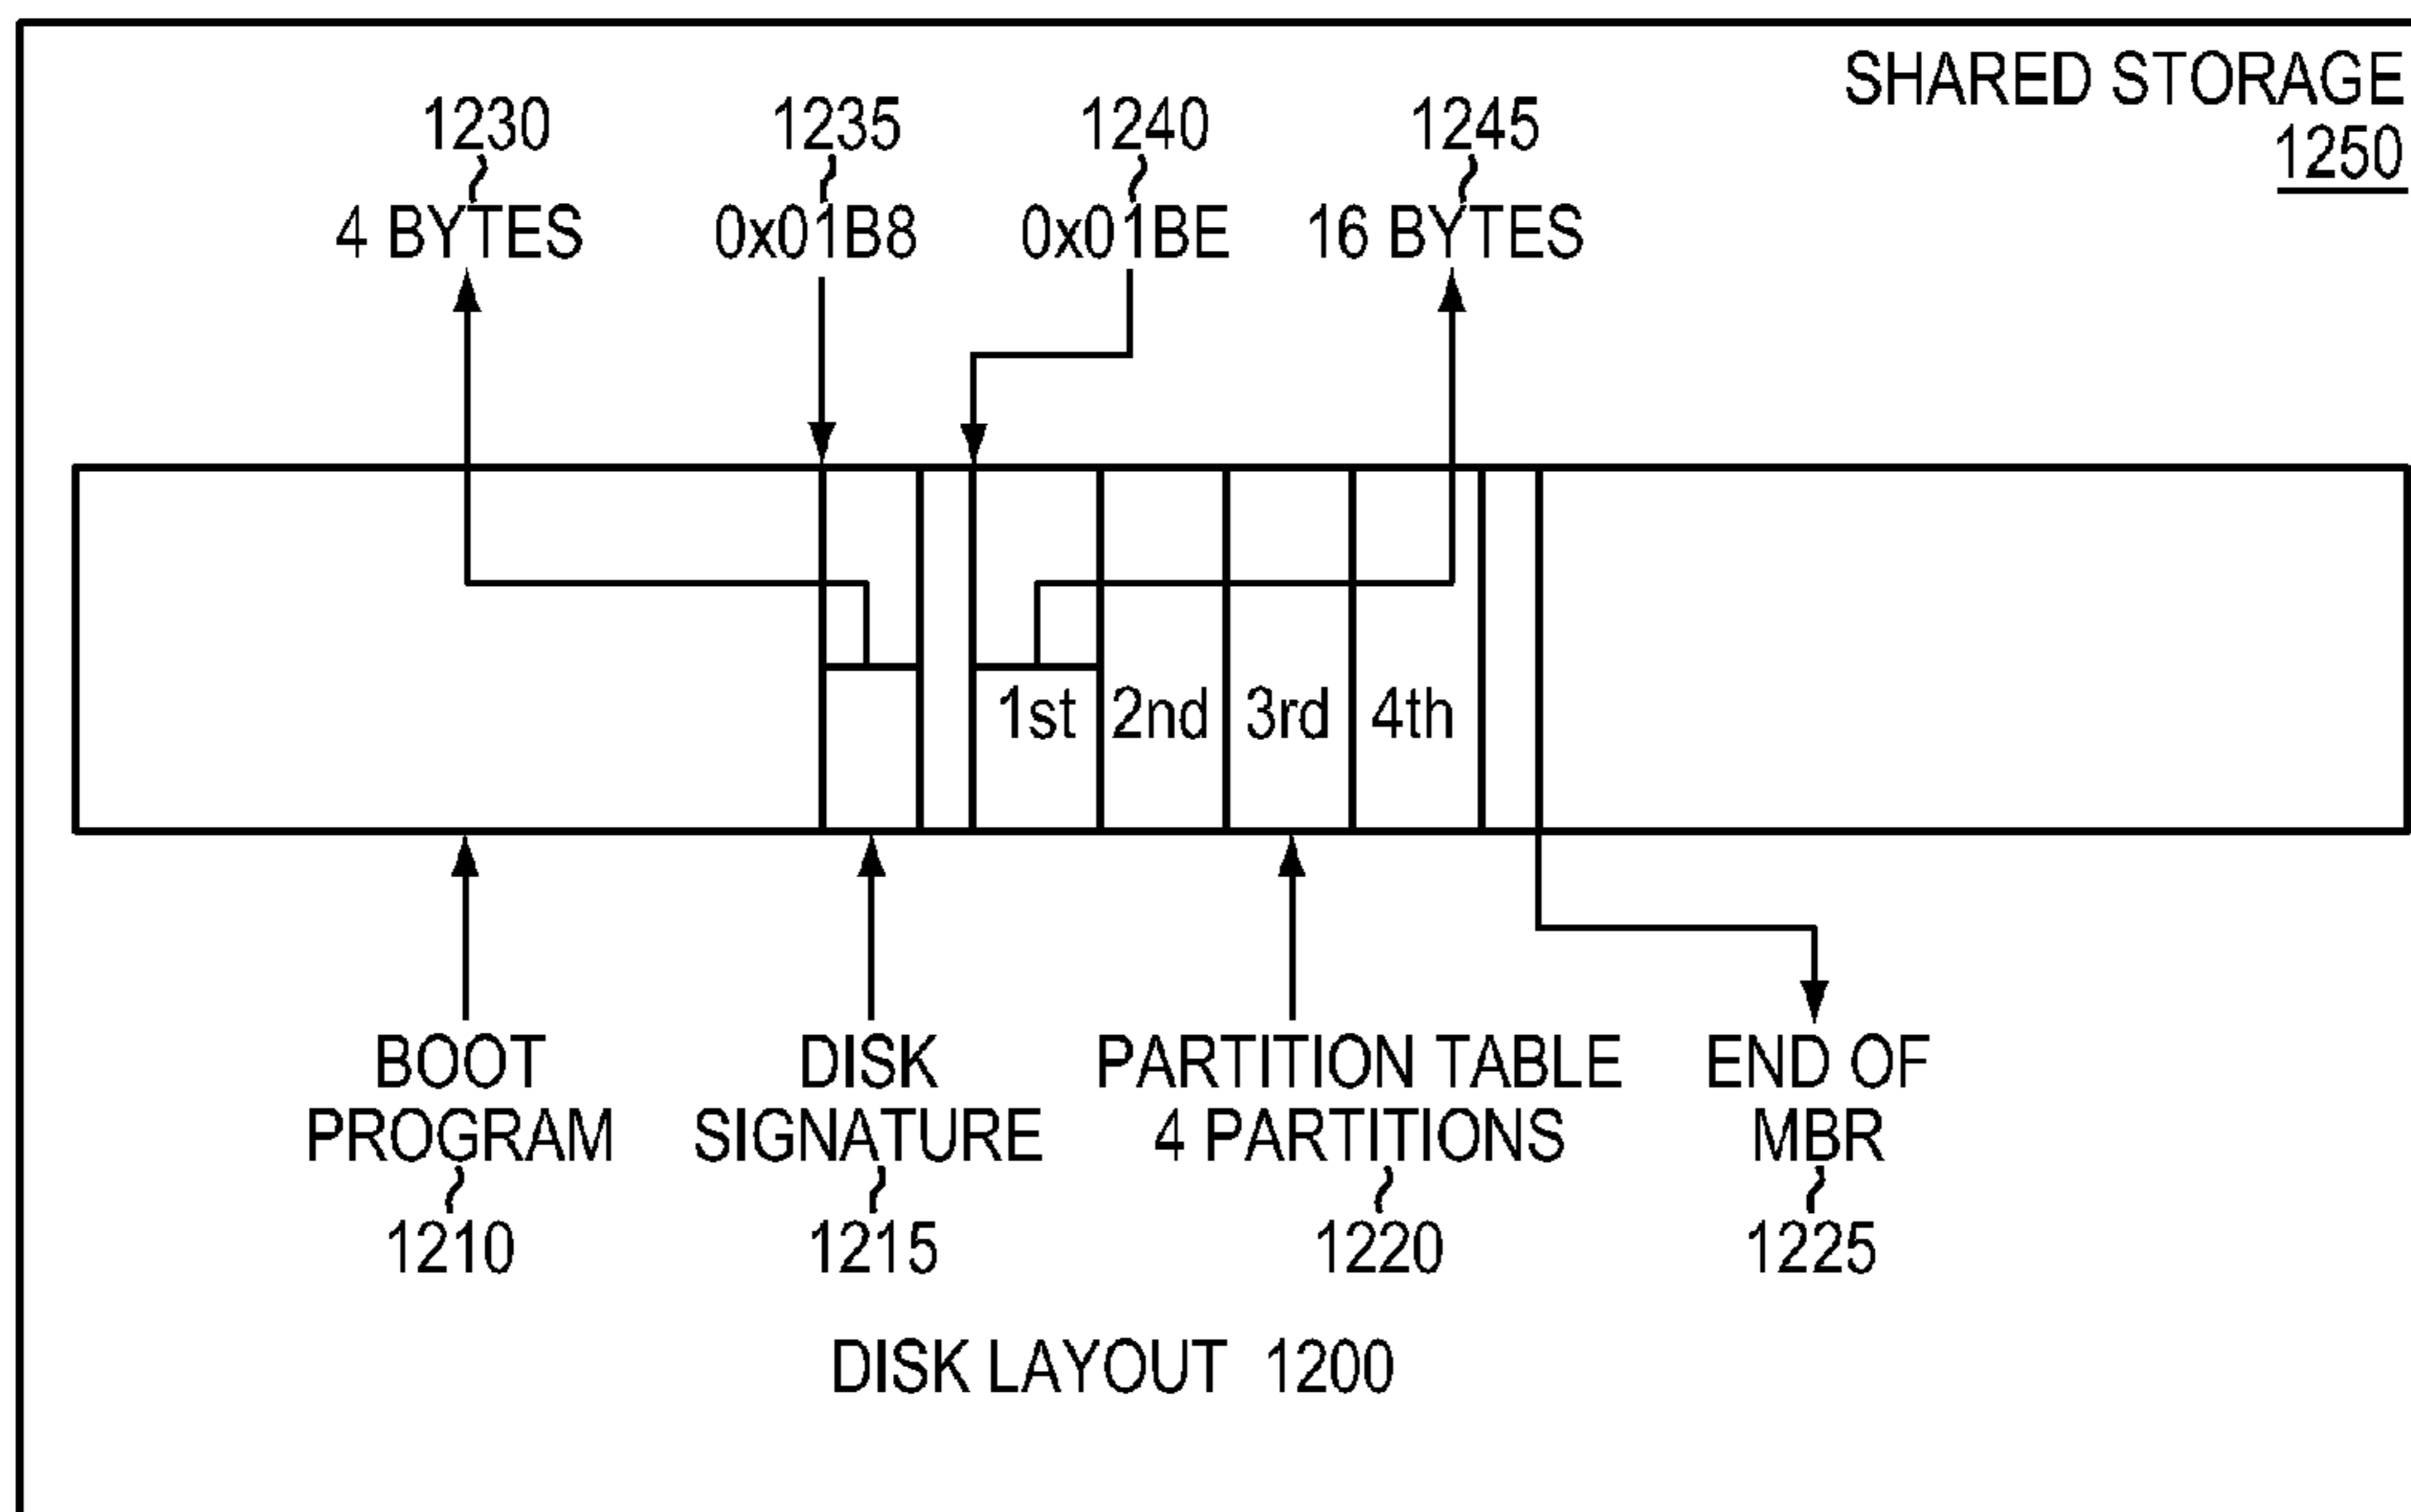 SHARED STORAGE
1250
1230 1235 1240 1245
4 BYTES 0x01B8 0x01BE 16 BYTES
1st 2nd 3rd 4th
BOOT DISK PARTITION TABLE END OF
PROGRAM SIGNATURE 4 PARTITIONS MBR
1210 1215 1220 1225
DISK LAYOUT 1200